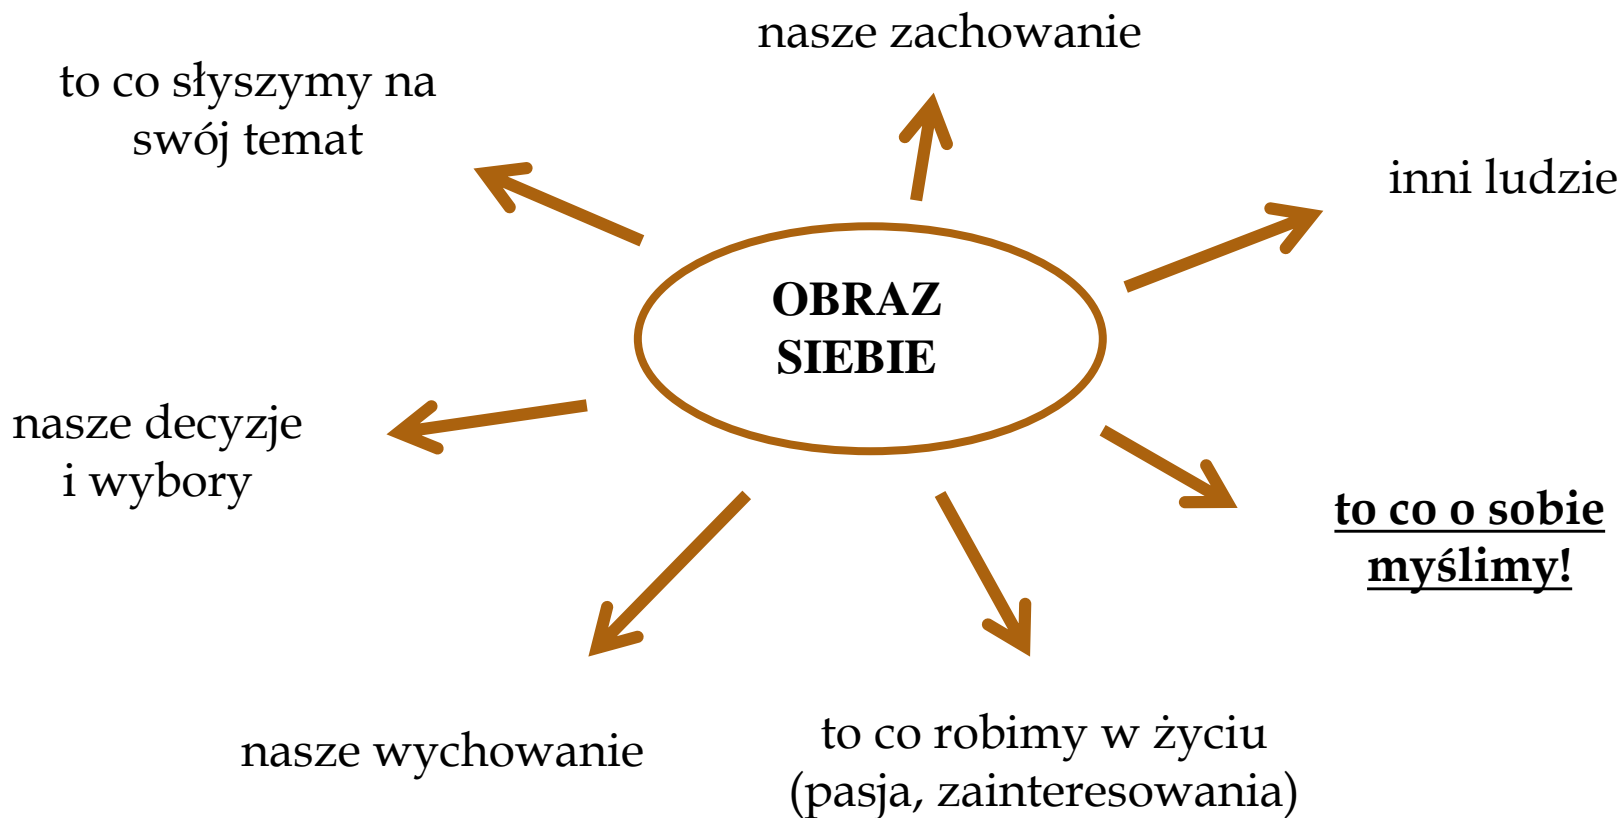 nasze zachowanie
to co słyszymy na
swój temat
inni ludzie
OBRAZ
SIEBIE
nasze decyzje
i wybory
to co o sobie
myślimy!
nasze wychowanie
to co robimy w życiu
(pasja, zainteresowania)